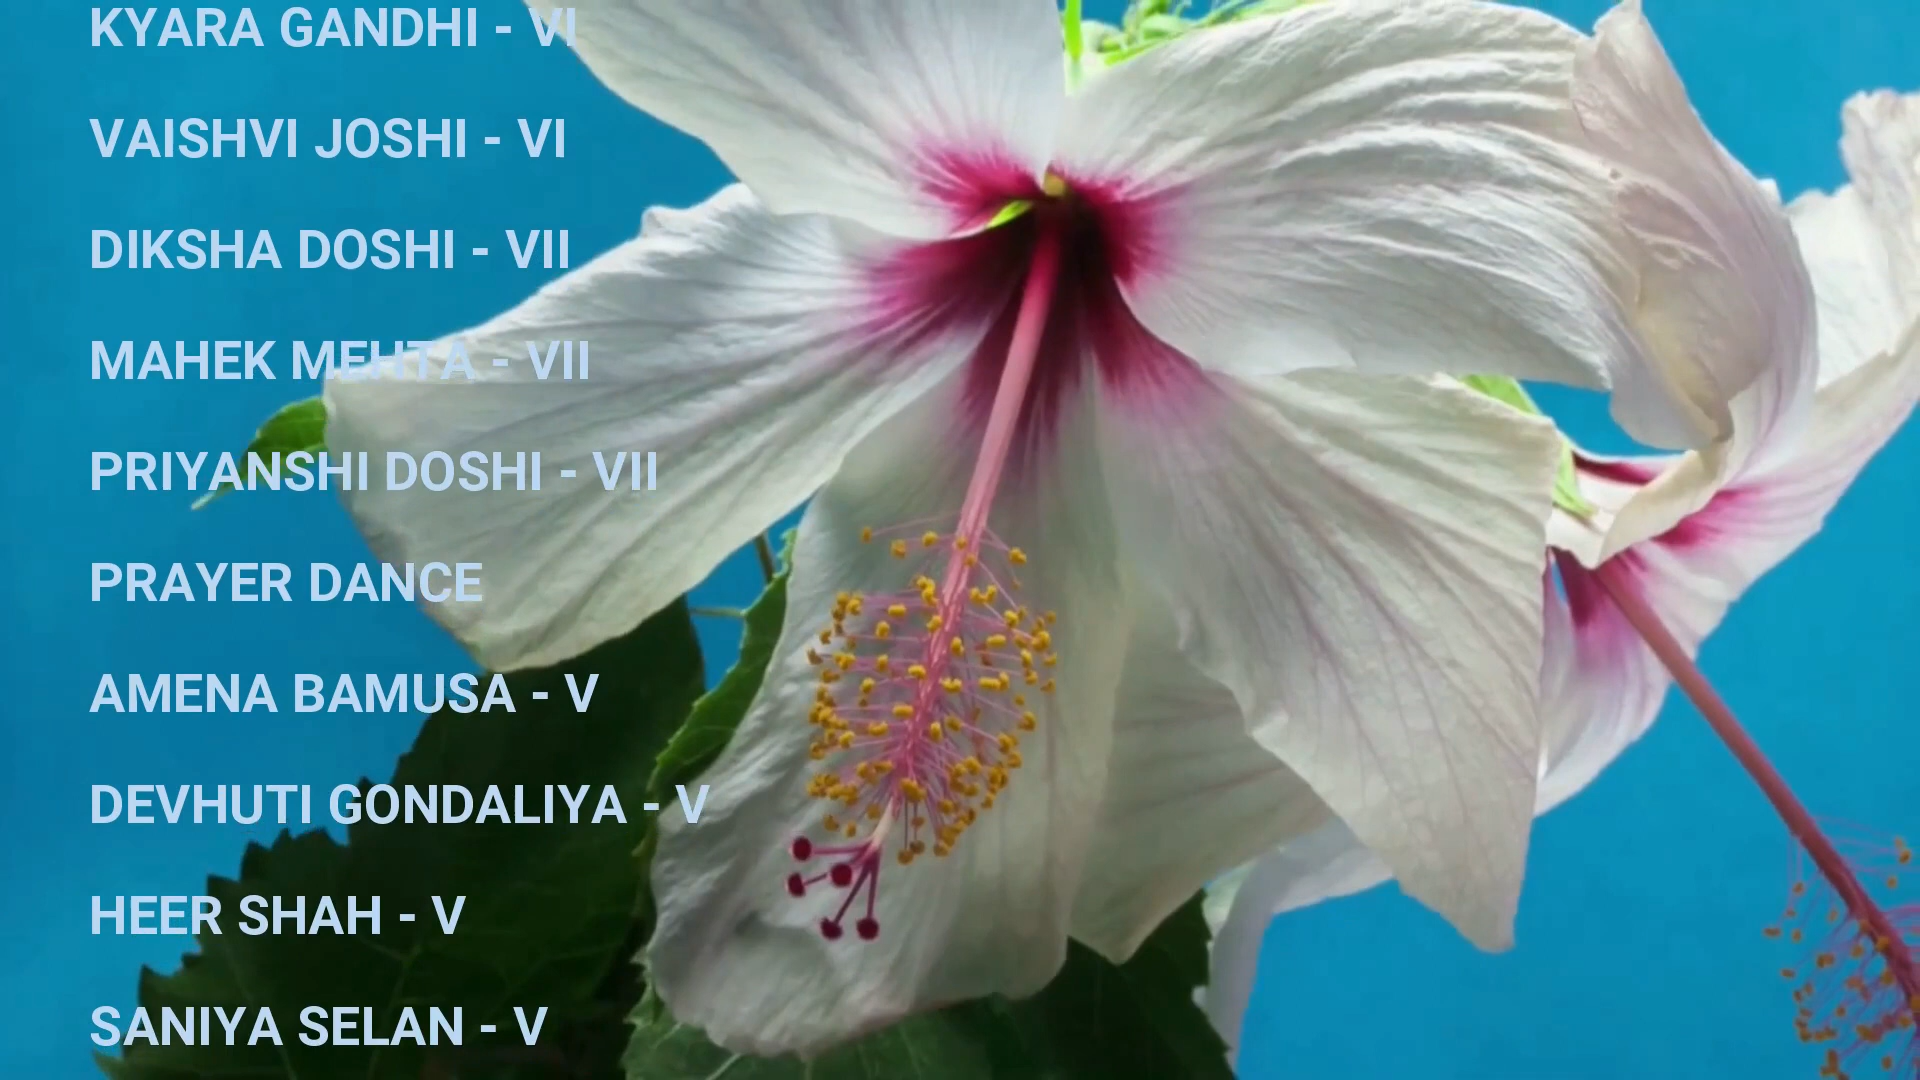 KYARA GANDHI - VI
VAISHVI JOSHI - VI
DIKSHA DOSHI - VII
MAHEK MEHTA - VII
PRIYANSHI DOSHI - VII
PRAYER DANCE
AMENA BAMUSA - V
DEVHUTI GONDALIYA - V
HEER SHAH - V
SANIYA SELAN - V